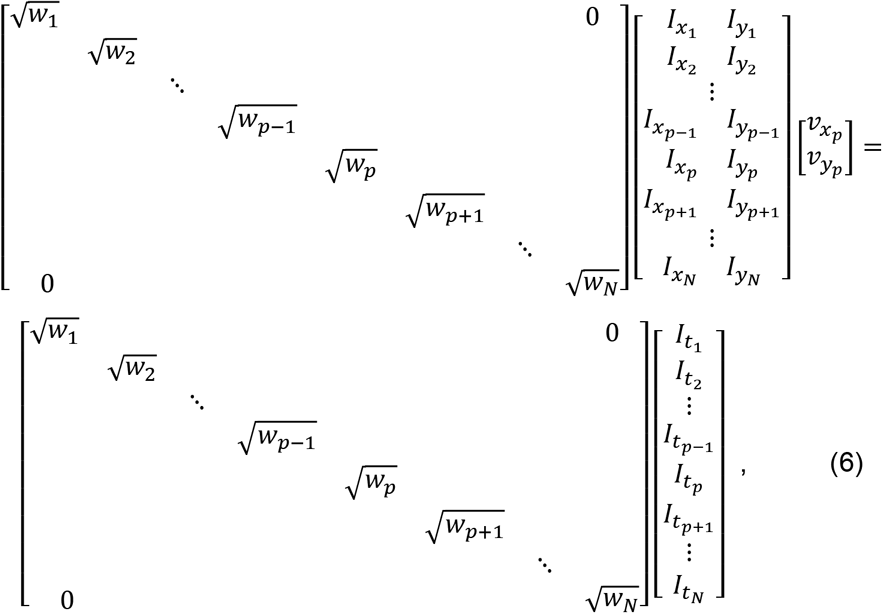 \begin{bmatrix} \sqrt{w_1} & & & & & & & 0 \\ & \sqrt{w_2} & & & & & & \\ & & \ddots & & & & & \\ & & & \sqrt{w_{p-1}} & & & & \\ & & & & \sqrt{w_p} & & & \\ & & & & & \sqrt{w_{p+1}} & & \\ & & & & & & \ddots & \\ 0 & & & & & & & \sqrt{w_N} \end{bmatrix} \begin{bmatrix} I_{x_1} & I_{y_1} \\ I_{x_2} & I_{y_2} \\ \vdots \\ I_{x_{p-1}} & I_{y_{p-1}} \\ I_{x_p} & I_{y_p} \\ I_{x_{p+1}} & I_{y_{p+1}} \\ \vdots \\ I_{x_N} & I_{y_N} \end{bmatrix} \begin{bmatrix} v_{x_p} \\ v_{y_p} \end{bmatrix} =
\begin{bmatrix} \sqrt{w_1} & & & & & & & 0 \\ & \sqrt{w_2} & & & & & & \\ & & \ddots & & & & & \\ & & & \sqrt{w_{p-1}} & & & & \\ & & & & \sqrt{w_p} & & & \\ & & & & & \sqrt{w_{p+1}} & & \\ & & & & & & \ddots & \\ 0 & & & & & & & \sqrt{w_N} \end{bmatrix} \begin{bmatrix} I_{t_1} \\ I_{t_2} \\ \vdots \\ I_{t_{p-1}} \\ I_{t_p} \\ I_{t_{p+1}} \\ \vdots \\ I_{t_N} \end{bmatrix} , (6)